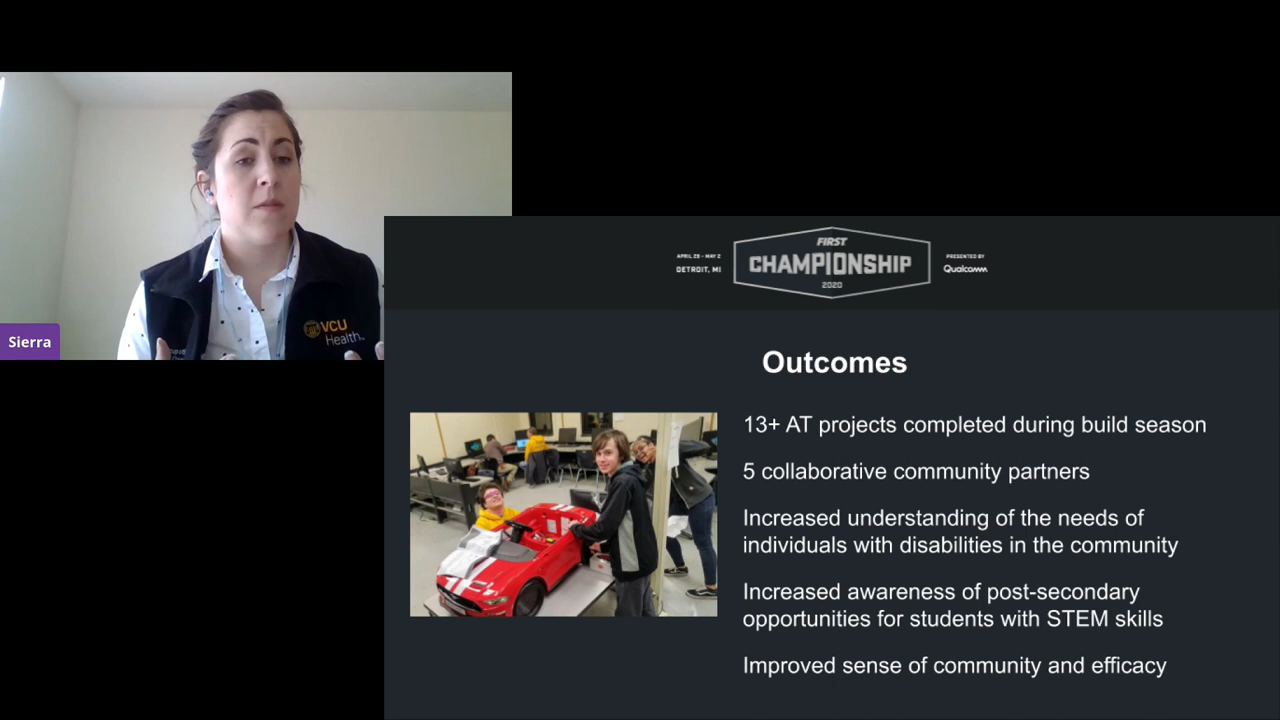 Sierra
VCU
Health
APRIL 29 - MAY 2
DETROIT, MI
FIRST
CHAMPIONSHIP
2020
PRESENTED BY
Qualcomm
Outcomes
13+ AT projects completed during build season
5 collaborative community partners
Increased understanding of the needs of
individuals with disabilities in the community
Increased awareness of post-secondary
opportunities for students with STEM skills
Improved sense of community and efficacy